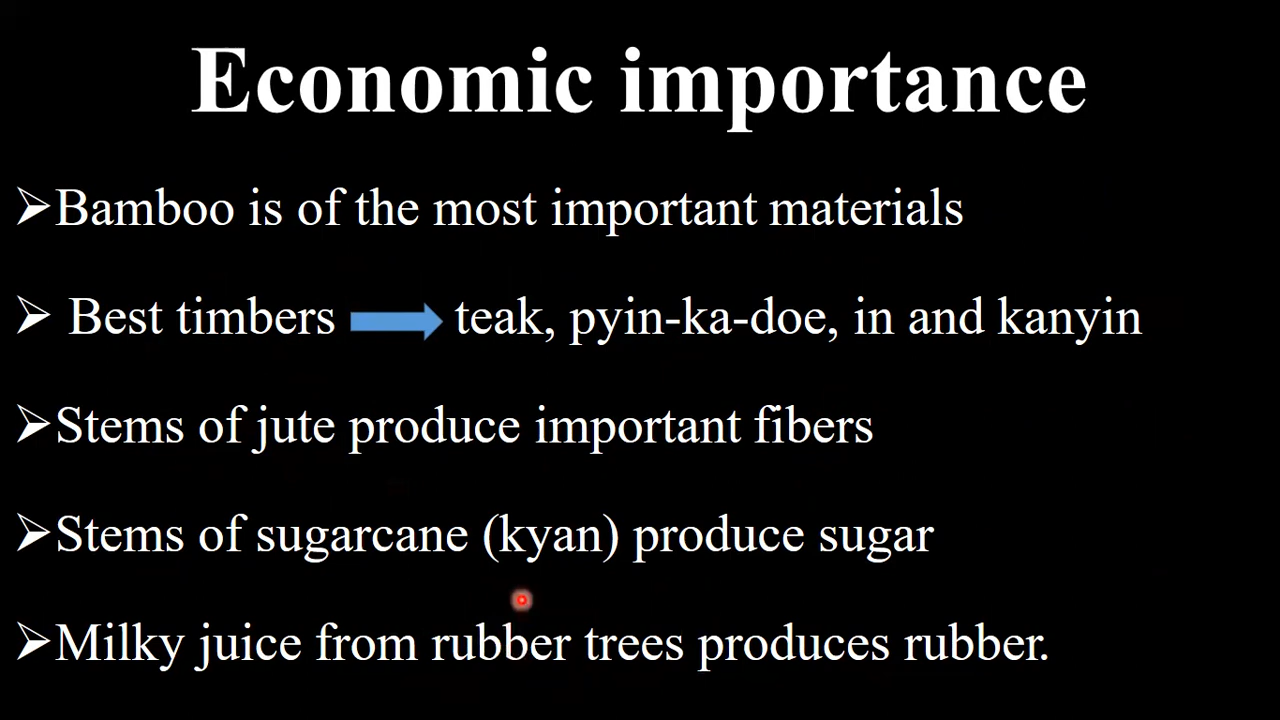 Economic importance
➢Bamboo is of the most important materials
➢ Best timbers teak, pyin-ka-doe, in and kanyin
➢Stems of jute produce important fibers
➢Stems of sugarcane (kyan) produce sugar
➢Milky juice from rubber trees produces rubber.